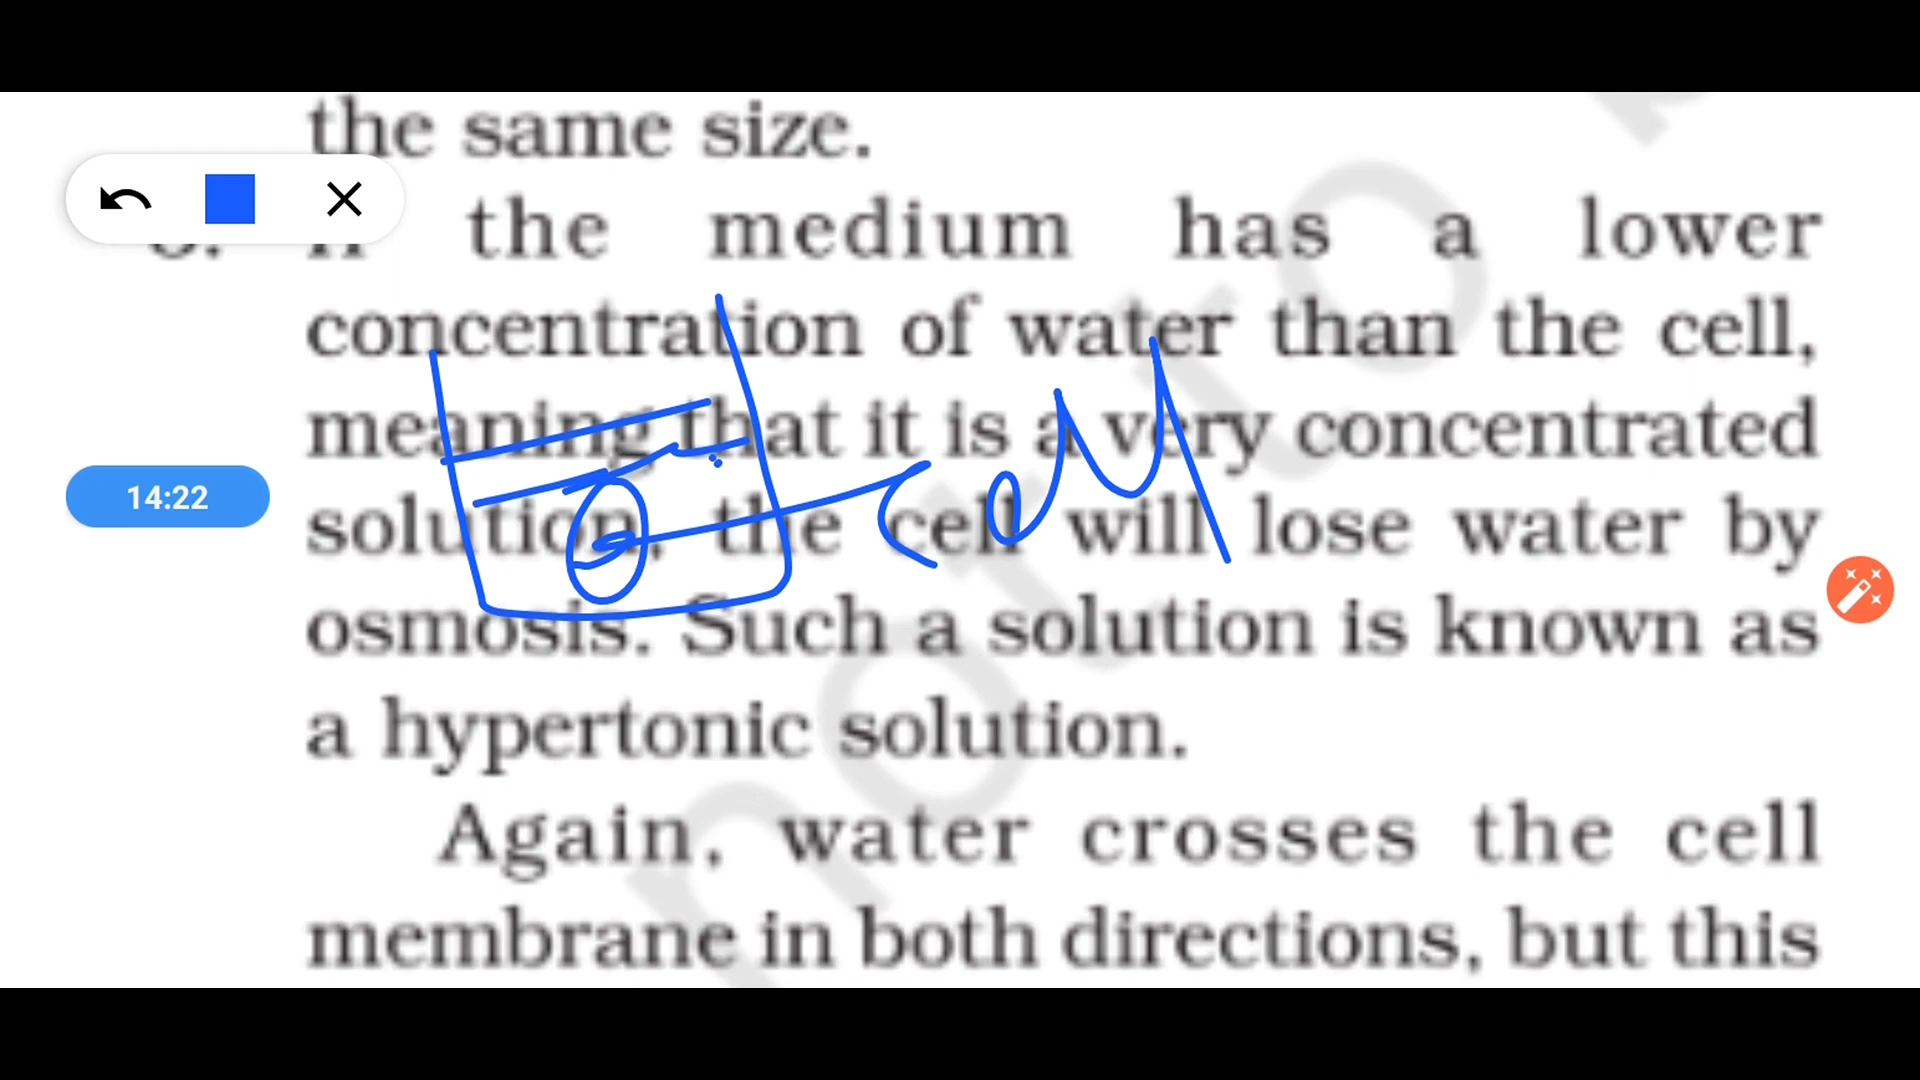 the same size.
the medium has a lower
concentration of water than the cell,
meaning that it is a very concentrated
14:22
solution, the cell will lose water by
cell
osmosis. Such a solution is known as
a hypertonic solution.
Again, water crosses the cell
membrane in both directions, but this